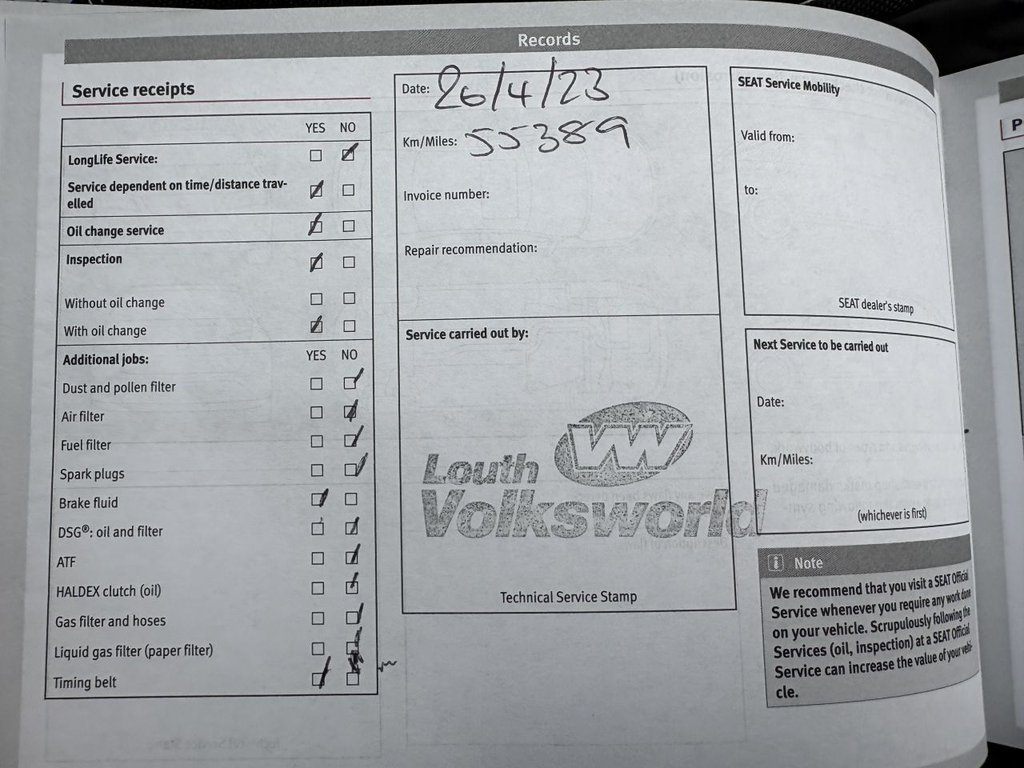 Records
Service receipts
YES NO
LongLife Service:
Service dependent on time/distance trav-
elled
Oil change service
Inspection
Without oil change
With oil change
Additional jobs: YES NO
Dust and pollen filter
Air filter
Fuel filter
Spark plugs
Brake fluid
DSG®: oil and filter
ATF
HALDEX clutch (oil)
Gas filter and hoses
Liquid gas filter (paper filter)
Timing belt
Date: 26/4/23
Km/Miles: 55389
Invoice number:
Repair recommendation:
Service carried out by:
VW
Louth
Volksworld
Technical Service Stamp
SEAT Service Mobility
Valid from:
to:
SEAT dealer's stamp
Next Service to be carried out
Date:
Km/Miles:
(whichever is first)
i Note
We recommend that you visit a SEAT Official
Service whenever you require any work done
on your vehicle. Scrupulously following the
Services (oil, inspection) at a SEAT Official
Service can increase the value of your vehi-
cle.
P